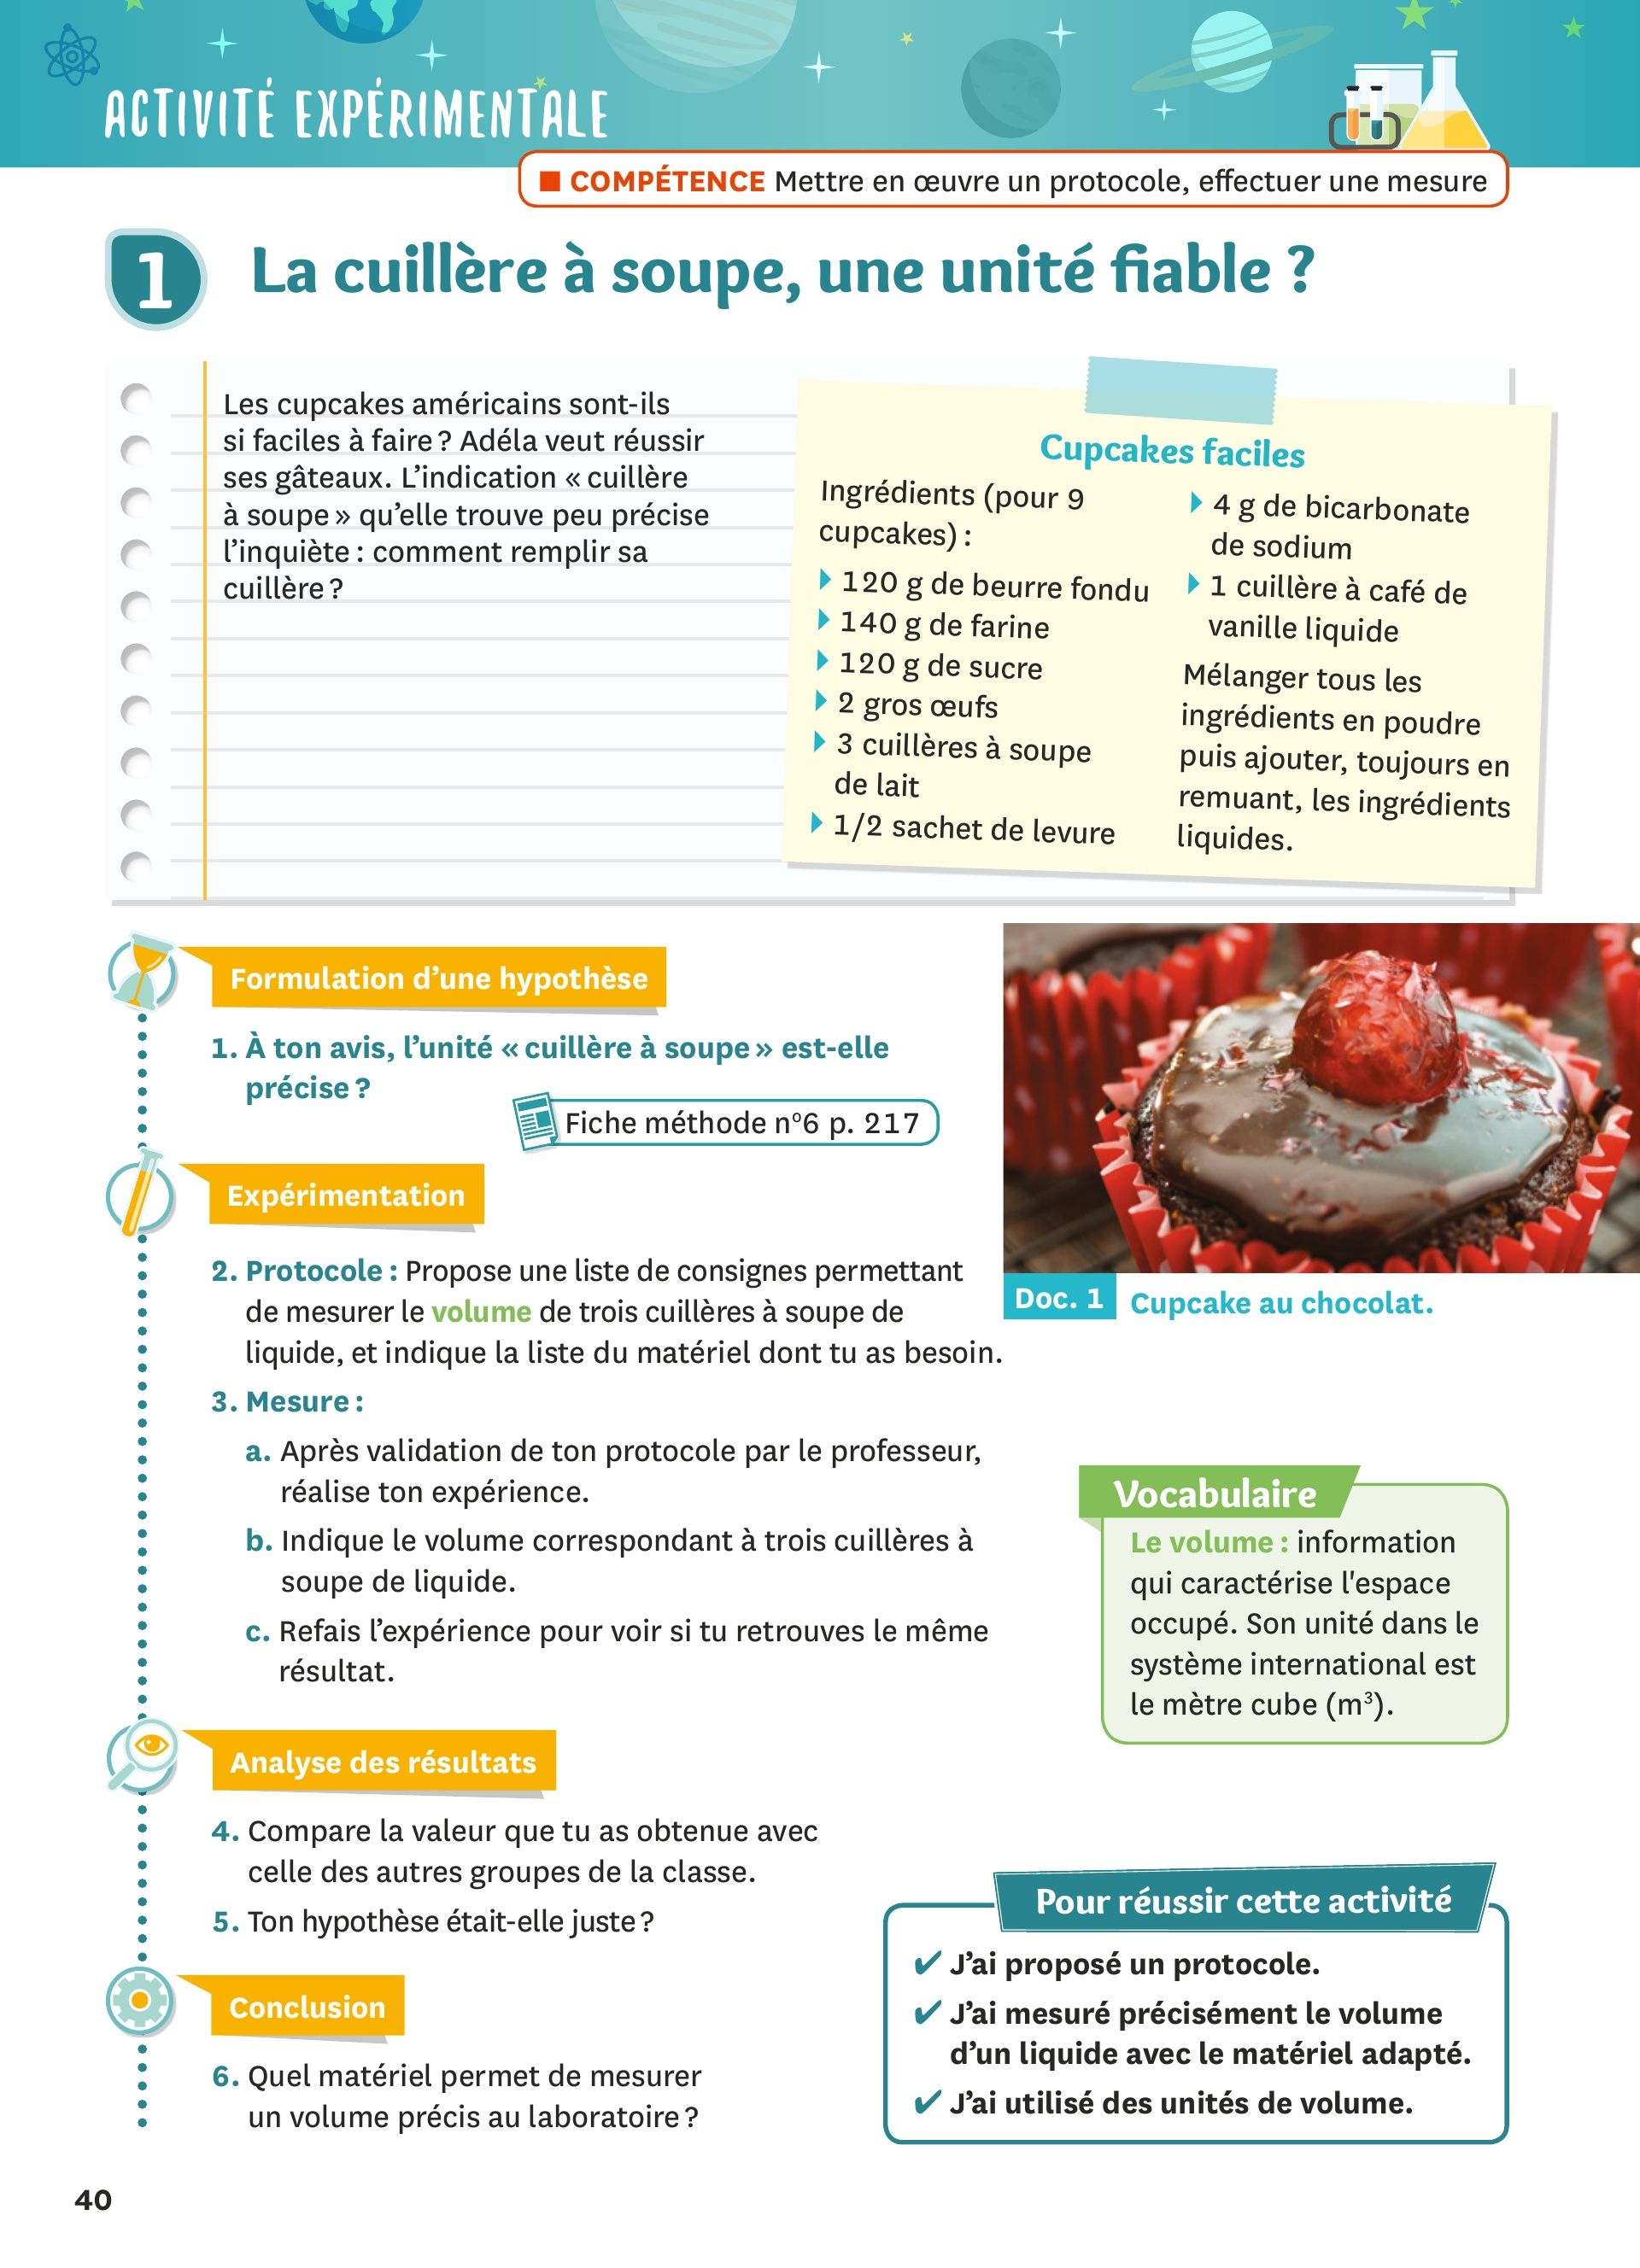 ACTIVITÉ EXPÉRIMENTALE
■ COMPÉTENCE Mettre en œuvre un protocole, effectuer une mesure
1 La cuillère à soupe, une unité fiable ?
Les cupcakes américains sont-ils
si faciles à faire ? Adéla veut réussir
ses gâteaux. L’indication « cuillère
à soupe » qu’elle trouve peu précise
l’inquiète : comment remplir sa
cuillère ?
Cupcakes faciles
Ingrédients (pour 9
cupcakes) :
120 g de beurre fondu
140 g de farine
120 g de sucre
2 gros œufs
3 cuillères à soupe
de lait
1/2 sachet de levure
4 g de bicarbonate
de sodium
1 cuillère à café de
vanille liquide
Mélanger tous les
ingrédients en poudre
puis ajouter, toujours en
remuant, les ingrédients
liquides.
Formulation d’une hypothèse
1. À ton avis, l’unité « cuillère à soupe » est-elle
précise ?
Fiche méthode n°6 p. 217
Expérimentation
2. Protocole : Propose une liste de consignes permettant
de mesurer le volume de trois cuillères à soupe de
liquide, et indique la liste du matériel dont tu as besoin.
3. Mesure :
a. Après validation de ton protocole par le professeur,
réalise ton expérience.
b. Indique le volume correspondant à trois cuillères à
soupe de liquide.
c. Refais l’expérience pour voir si tu retrouves le même
résultat.
Doc. 1 Cupcake au chocolat.
Vocabulaire
Le volume : information
qui caractérise l'espace
occupé. Son unité dans le
système international est
le mètre cube (m³).
Analyse des résultats
4. Compare la valeur que tu as obtenue avec
celle des autres groupes de la classe.
5. Ton hypothèse était-elle juste ?
Conclusion
6. Quel matériel permet de mesurer
un volume précis au laboratoire ?
Pour réussir cette activité
✔ J’ai proposé un protocole.
✔ J’ai mesuré précisément le volume
d’un liquide avec le matériel adapté.
✔ J’ai utilisé des unités de volume.
40